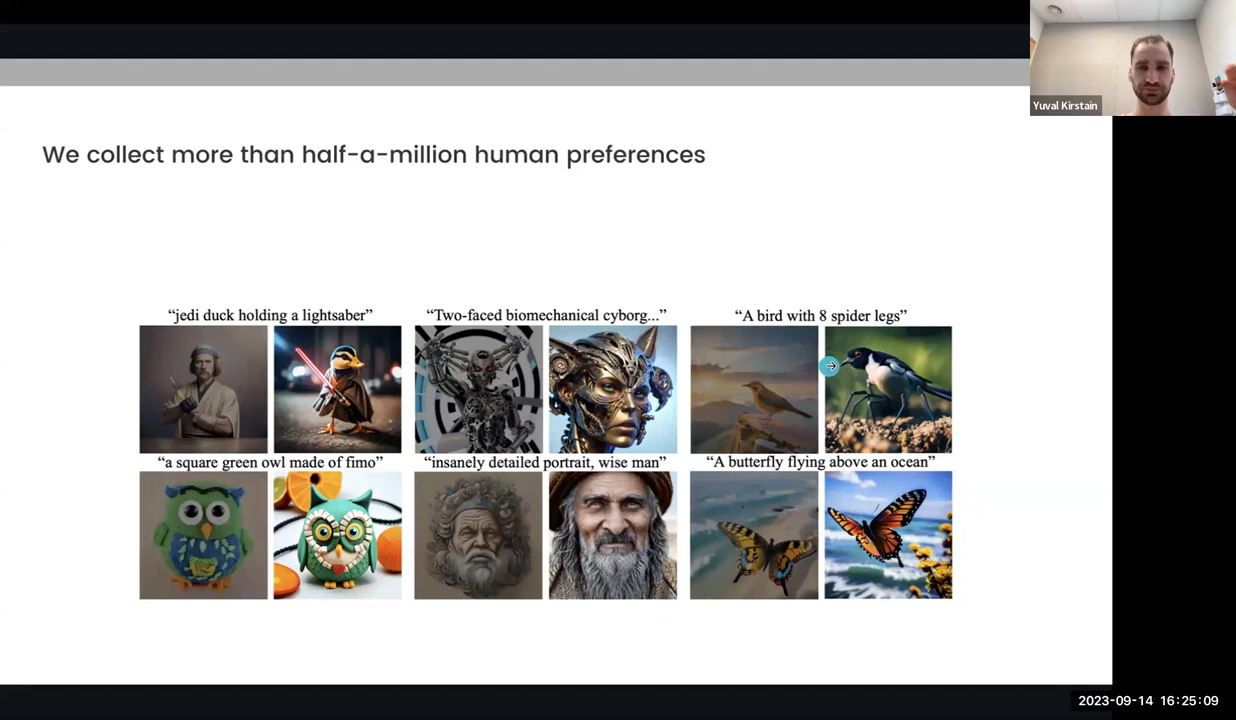 Yuval Kirstain
We collect more than half-a-million human preferences
“jedi duck holding a lightsaber”
“Two-faced biomechanical cyborg...”
“A bird with 8 spider legs”
“a square green owl made of fimo”
“insanely detailed portrait, wise man”
“A butterfly flying above an ocean”
2023-09-14 16:25:09